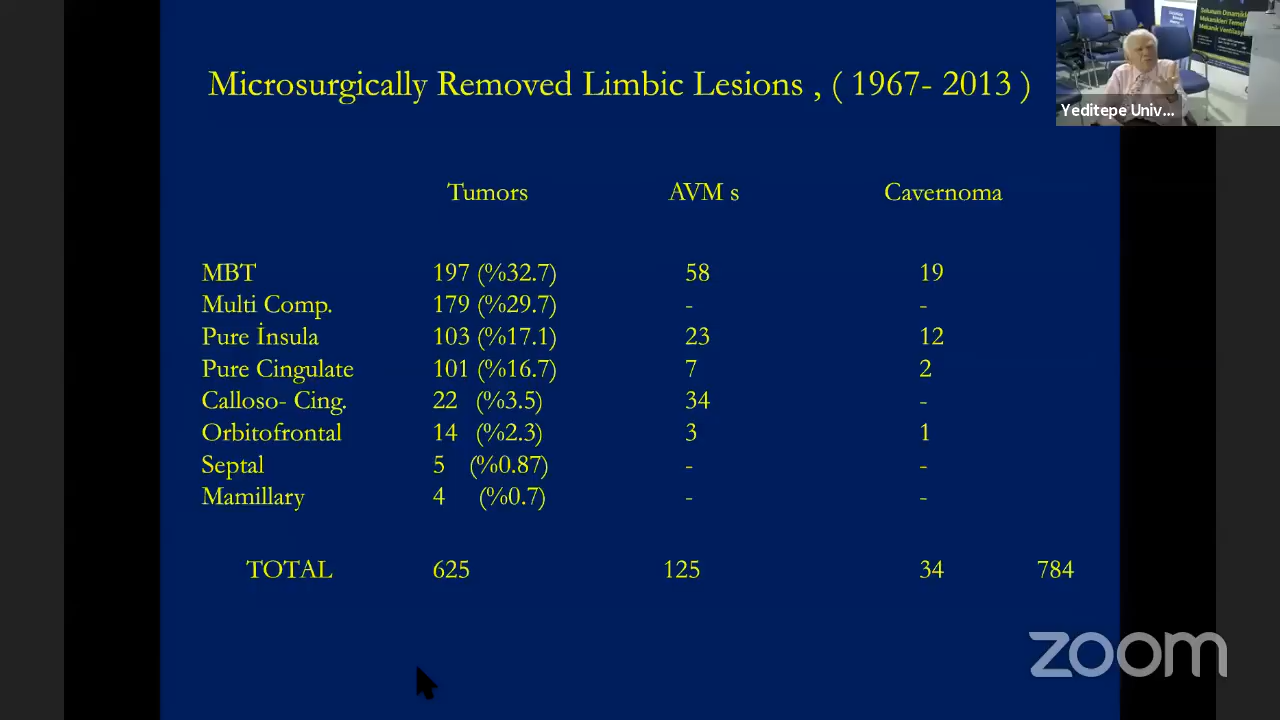 Microsurgically Removed Limbic Lesions , ( 1967- 2013 )
Yeditepe Univ...
Tumors AVM s Cavernoma
MBT 197 (%32.7) 58 19
Multi Comp. 179 (%29.7) - -
Pure İnsula 103 (%17.1) 23 12
Pure Cingulate 101 (%16.7) 7 2
Calloso- Cing. 22 (%3.5) 34 -
Orbitofrontal 14 (%2.3) 3 1
Septal 5 (%0.87) - -
Mamillary 4 (%0.7) - -
TOTAL 625 125 34 784
zoom